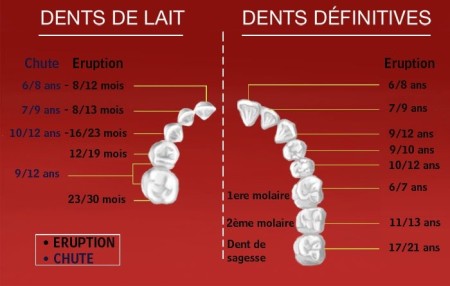 DENTS DE LAIT
DENTS DÉFINITIVES
Chute Eruption
6/8 ans - 8/12 mois
7/9 ans - 8/13 mois
10/12 ans -16/23 mois
12/19 mois
9/12 ans
23/30 mois
• ERUPTION
• CHUTE
Eruption
6/8 ans
7/9 ans
9/12 ans
9/10 ans
10/12 ans
1ere molaire 6/7 ans
2ème molaire 11/13 ans
Dent de
sagesse 17/21 ans